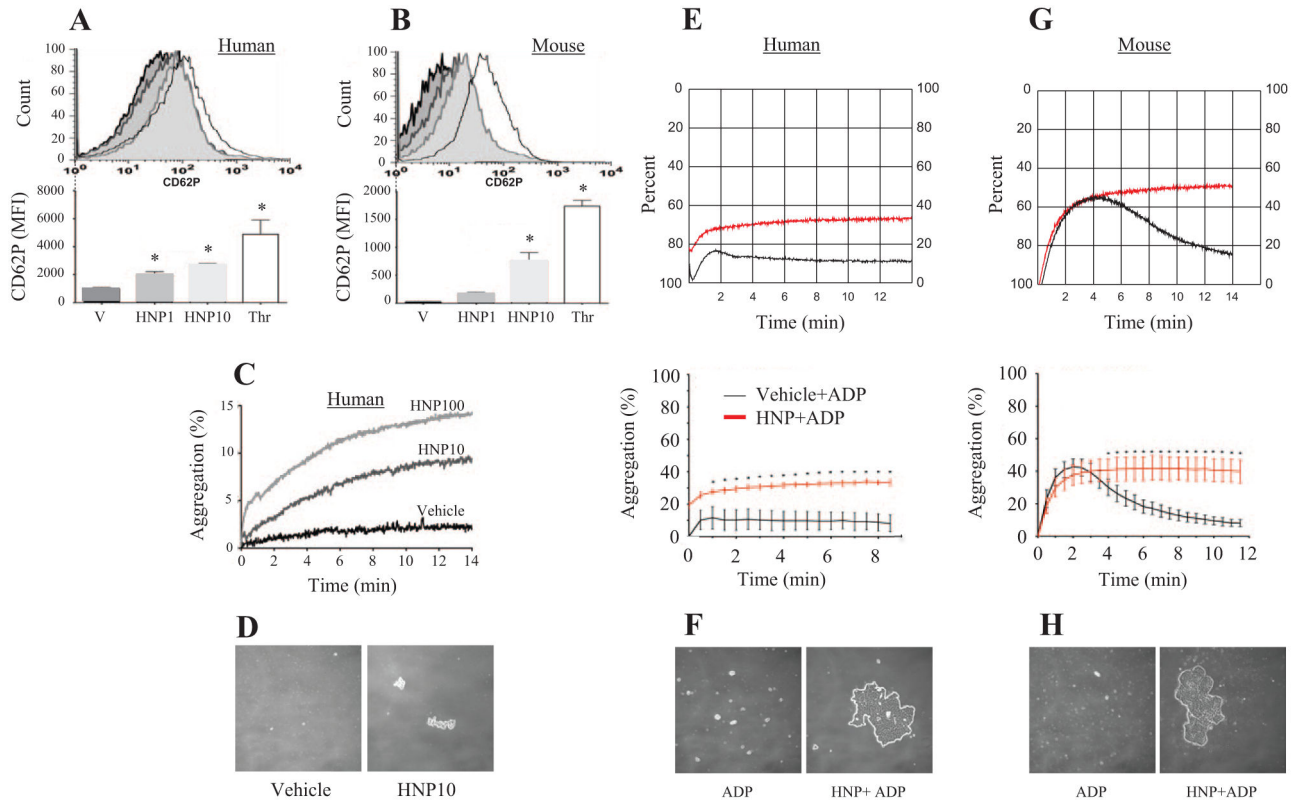 A
Human
Count
100
80
60
40
20
0
10⁰ 10¹ 10² 10³ 10⁴
CD62P
CD62P (MFI)
8000
6000
4000
2000
0
* * *
V HNP1 HNP10 Thr
B
Mouse
Count
100
80
60
40
20
0
10⁰ 10¹ 10² 10³ 10⁴
CD62P
CD62P (MFI)
2000
1500
1000
500
0
* *
V HNP1 HNP10 Thr
C
Human
Aggregation (%)
15
10
5
0
HNP100
HNP10
Vehicle
0 2 4 6 8 10 12 14
Time (min)
D
Vehicle HNP10
E
Human
Percent
0 100
20 80
40 60
60 40
80 20
100 0
2 4 6 8 10 12
Time (min)
Aggregation (%)
100
80
60
40
20
0
Vehicle+ADP
HNP+ADP
0 2 4 6 8
Time (min)
F
ADP HNP+ ADP
G
Mouse
Percent
0 100
20 80
40 60
60 40
80 20
100 0
2 4 6 8 10 12 14
Time (min)
Aggregation (%)
100
80
60
40
20
0
0 2 4 6 8 10 12
Time (min)
H
ADP HNP+ADP